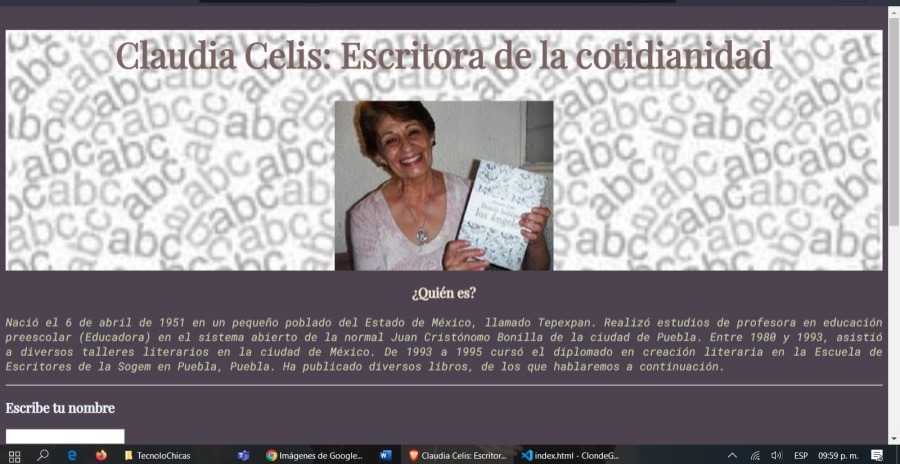 Claudia Celis: Escritora de la cotidianidad
los ángeles
¿Quién es?
Nació el 6 de abril de 1951 en un pequeño poblado del Estado de México, llamado Tepexpan. Realizó estudios de profesora en educación
preescolar (Educadora) en el sistema abierto de la normal Juan Cristónomo Bonilla de la ciudad de Puebla. Entre 1980 y 1993, asistió
a diversos talleres literarios en la ciudad de México. De 1993 a 1995 cursó el diplomado en creación literaria en la Escuela de
Escritores de la Sogem en Puebla, Puebla. Ha publicado diversos libros, de los que hablaremos a continuación.
Escribe tu nombre
TecnoloChicas
Imágenes de Google...
Claudia Celis: Escritor...
index.html - ClondeG...
ESP
09:59 p. m.